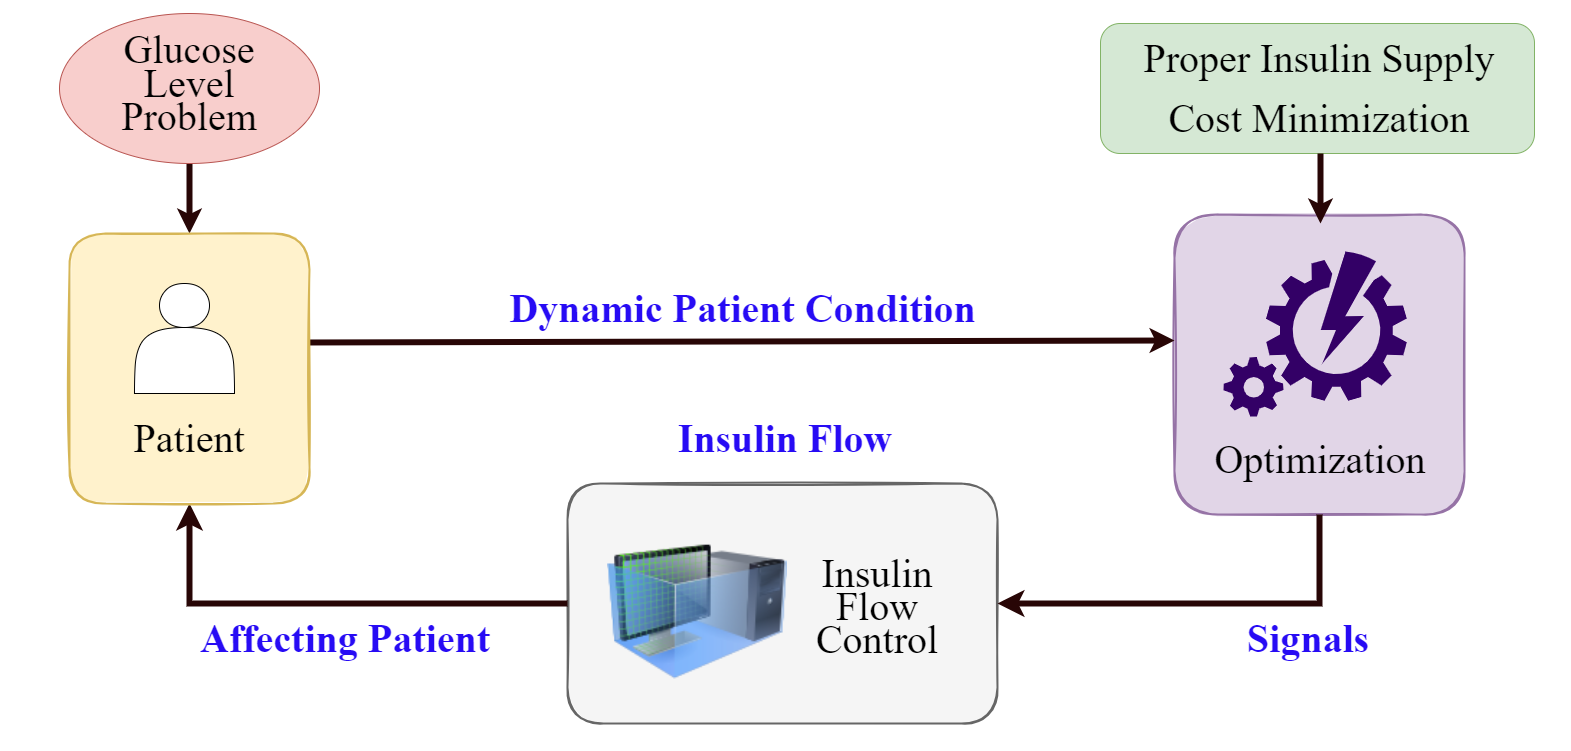 Glucose
Level
Problem
Proper Insulin Supply
Cost Minimization
Dynamic Patient Condition
Patient
Insulin Flow
Optimization
Insulin
Flow
Control
Affecting Patient
Signals